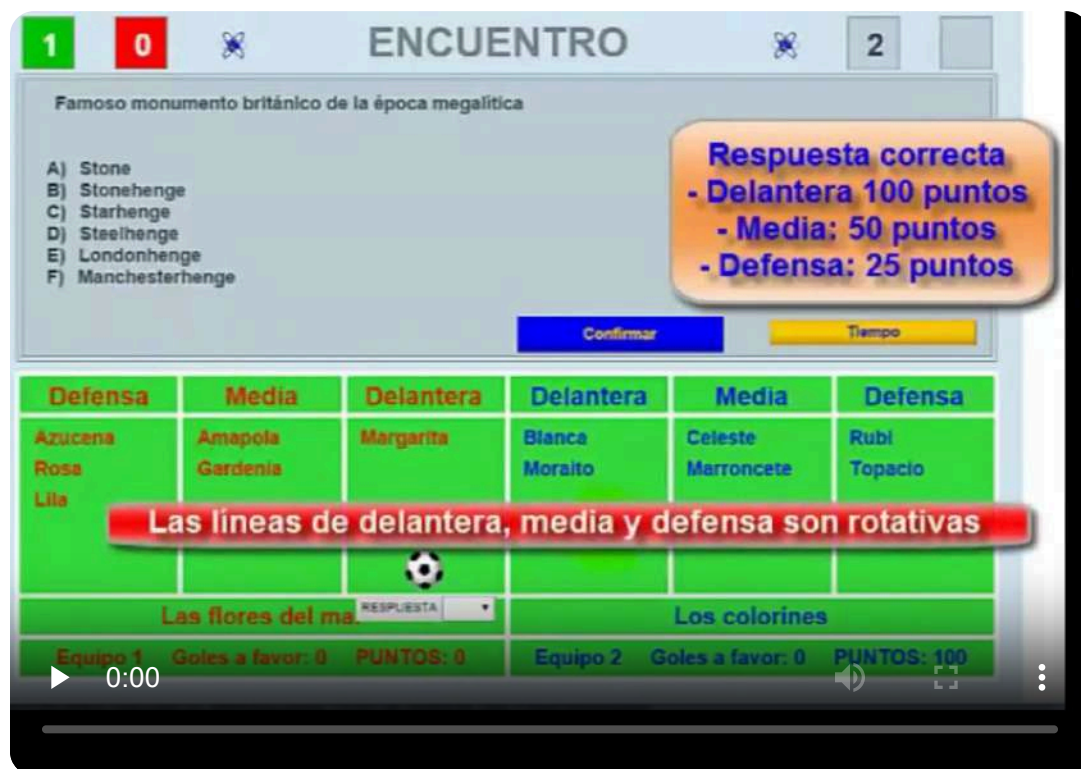 1 0 ENCUENTRO 2
Famoso monumento británico de la época megalítica
A) Stone
B) Stonehenge
C) Starhenge
D) Steelhenge
E) Londonhenge
F) Manchesterhenge
Respuesta correcta
- Delantera 100 puntos
- Media: 50 puntos
- Defensa: 25 puntos
Confirmar Tiempo
Defensa Media Delantera Delantera Media Defensa
Azucena Amapola Margarita Blanca Celeste Rubi
Rosa Gardenia Moraito Marroncete Topacio
Lila
Las líneas de delantera, media y defensa son rotativas
Las flores del ma RESPUESTA Los colorines
Equipo 1 Goles a favor: 0 PUNTOS: 0 Equipo 2 Goles a favor: 0 PUNTOS: 100
0:00